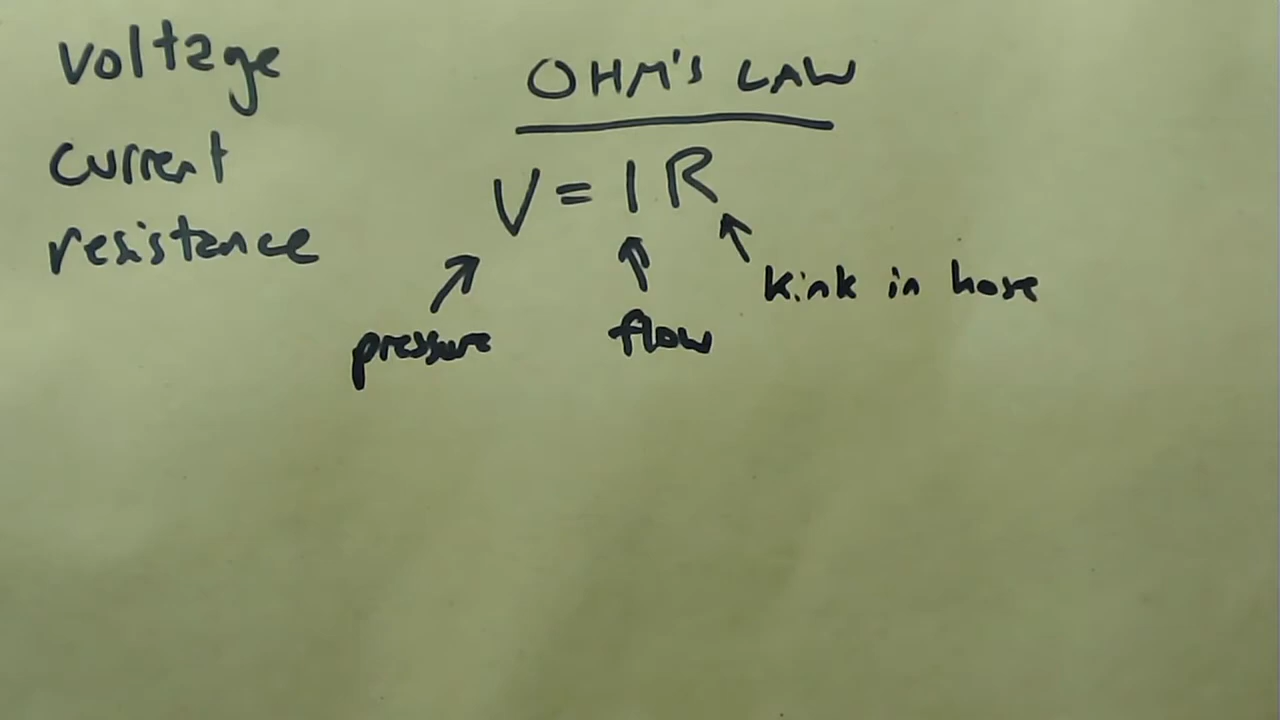 voltage
current
resistance
OHM'S LAW
V = I R
pressure
flow
kink in hose